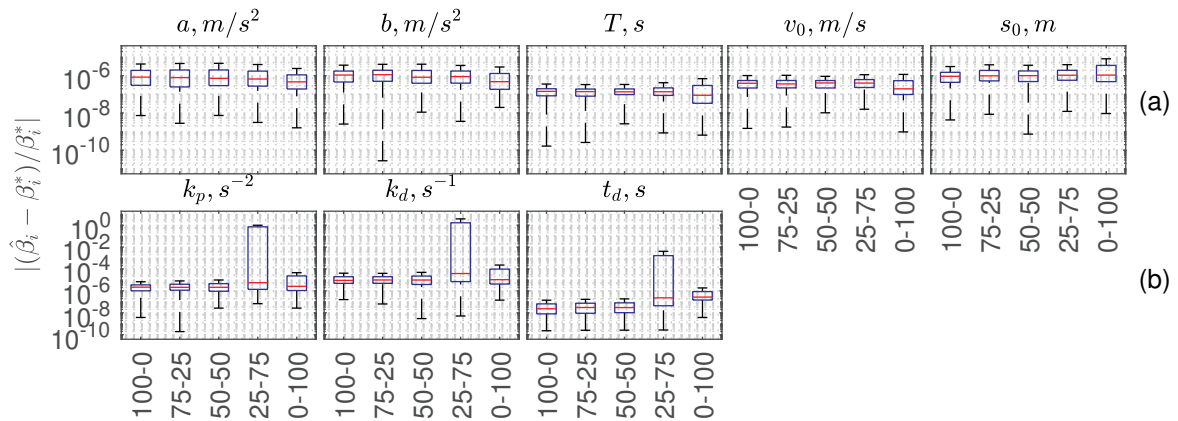 a, m/s² b, m/s² T, s v₀, m/s s₀, m
10⁻⁶
10⁻⁸
10⁻¹⁰
(a)
|(β̂ᵢ − βᵢ*)/βᵢ*|
100-0 75-25 50-50 25-75 0-100 100-0 75-25 50-50 25-75 0-100
kₚ, s⁻² k_d, s⁻¹ t_d, s
10⁰
10⁻²
10⁻⁴
10⁻⁶
10⁻⁸
10⁻¹⁰
(b)
100-0 75-25 50-50 25-75 0-100 100-0 75-25 50-50 25-75 0-100 100-0 75-25 50-50 25-75 0-100